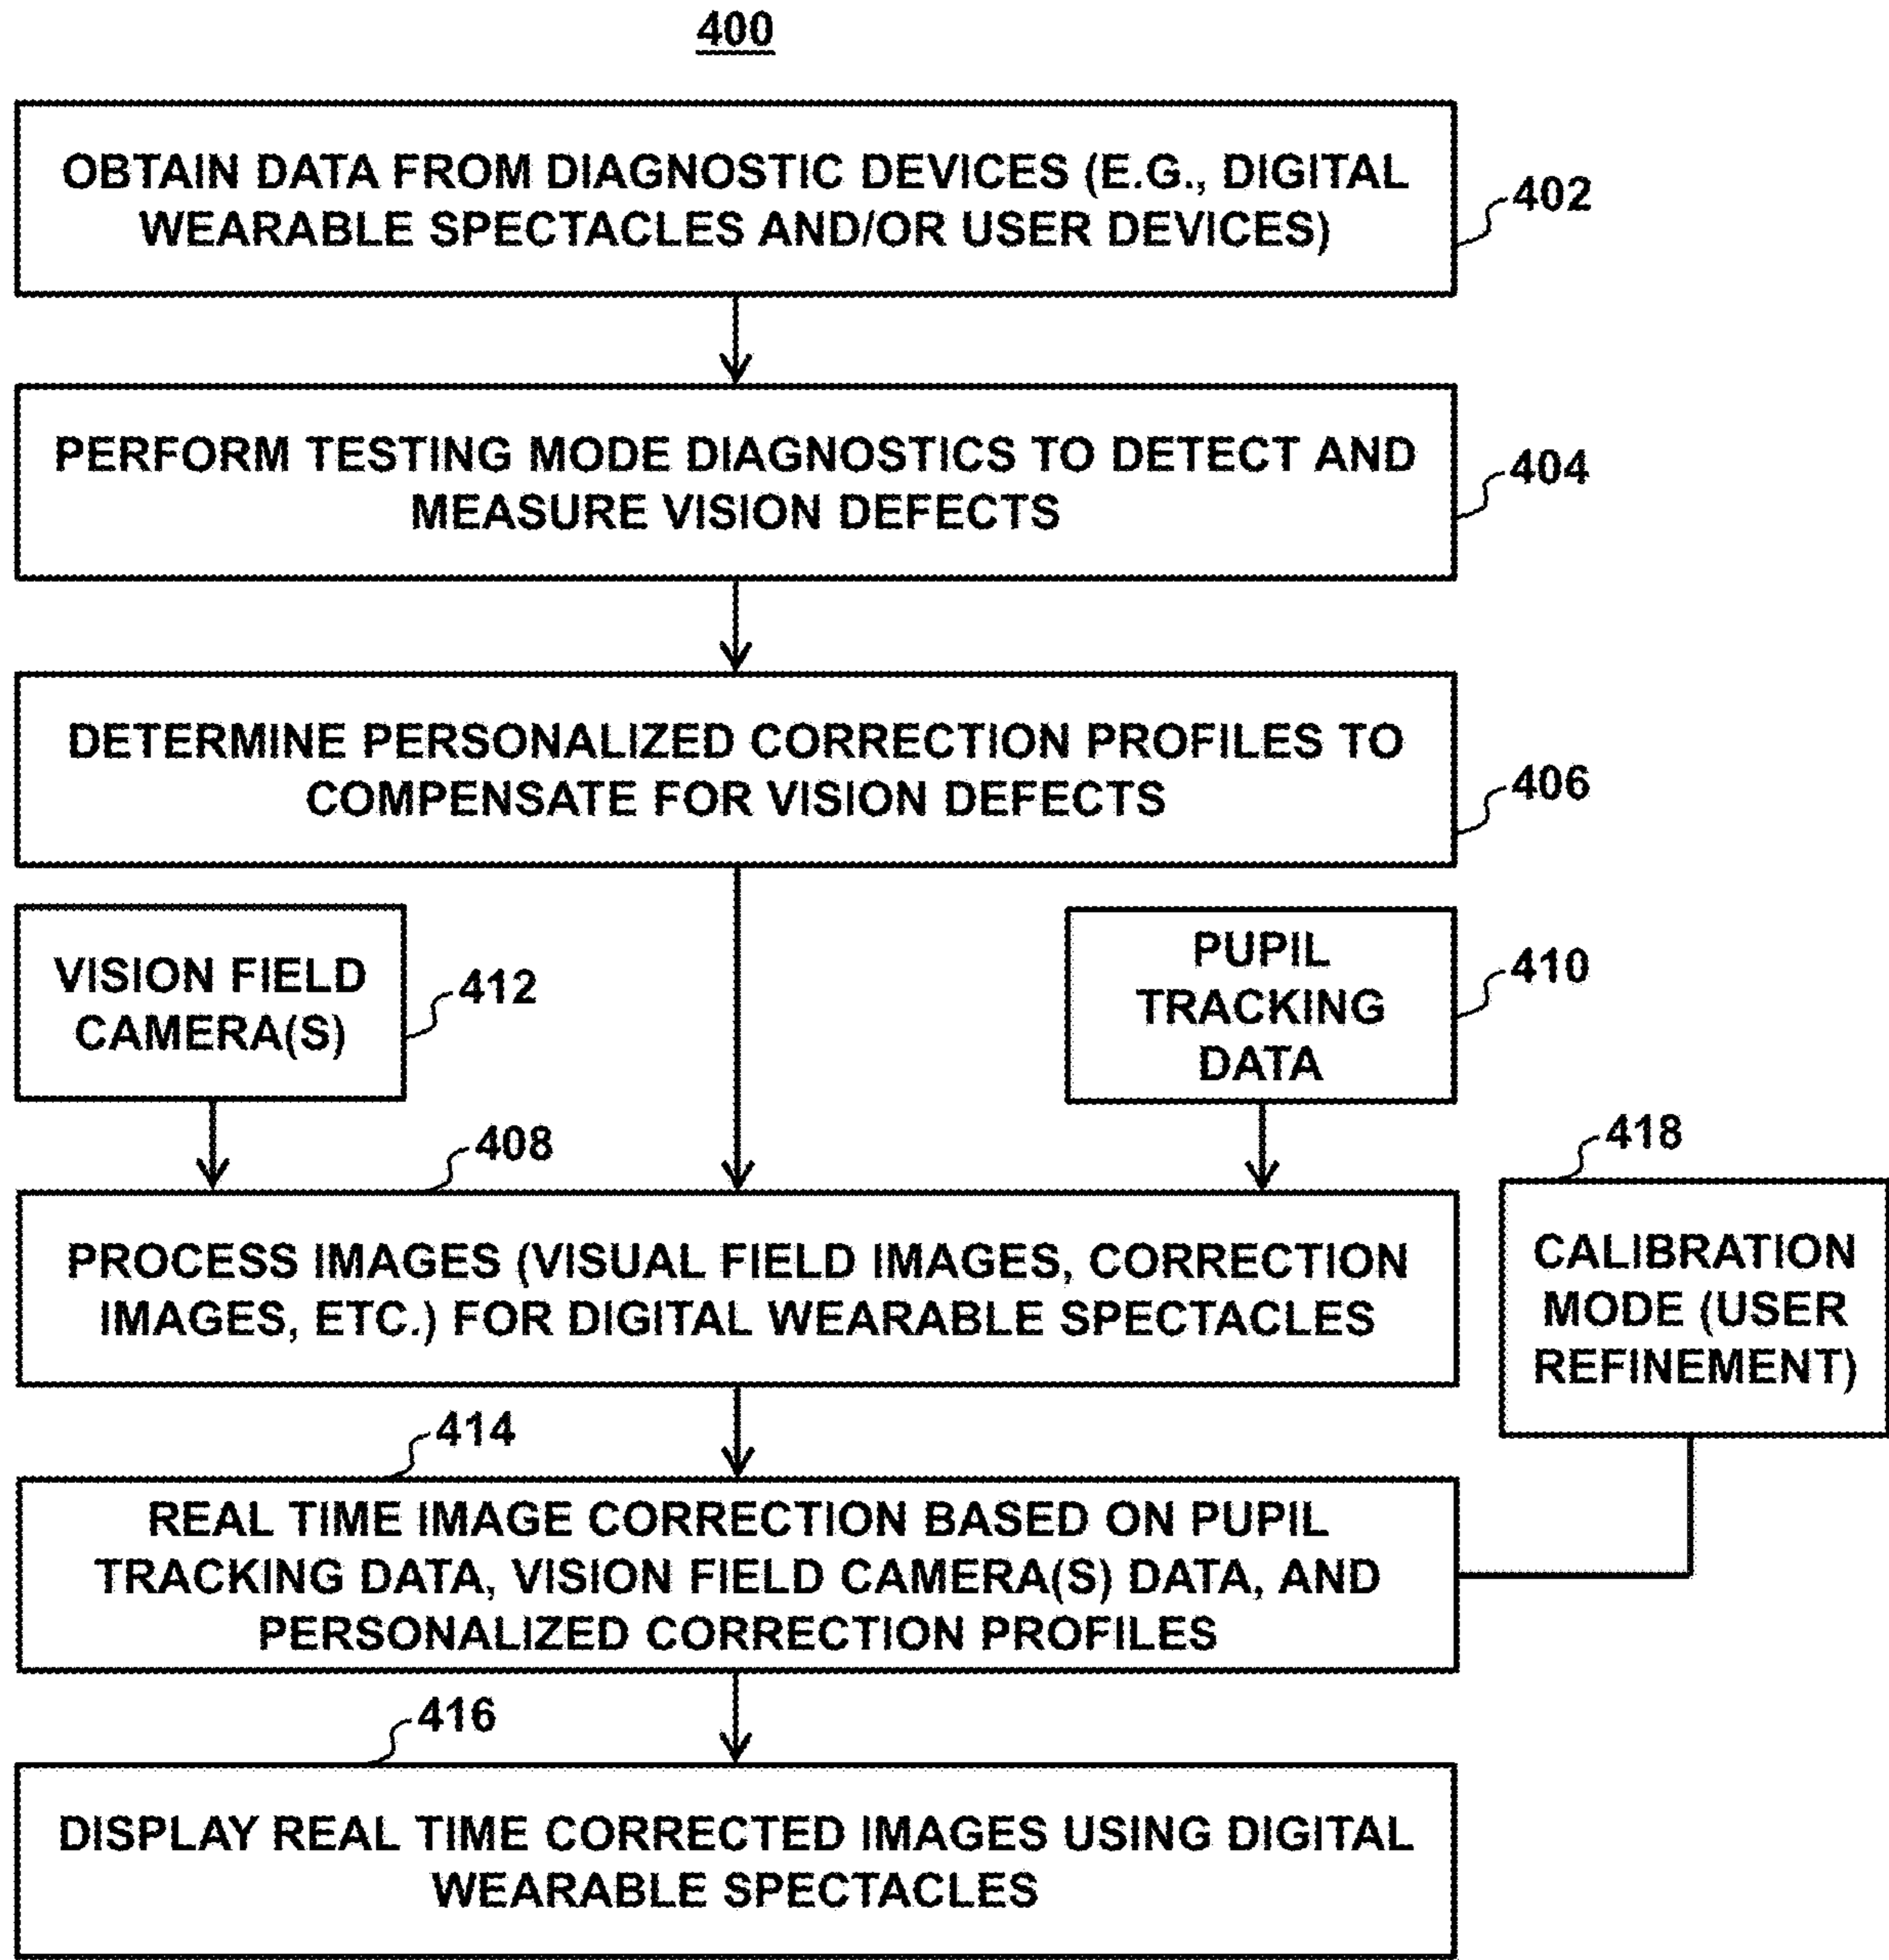 400
OBTAIN DATA FROM DIAGNOSTIC DEVICES (E.G., DIGITAL
WEARABLE SPECTACLES AND/OR USER DEVICES)
402
PERFORM TESTING MODE DIAGNOSTICS TO DETECT AND
MEASURE VISION DEFECTS
404
DETERMINE PERSONALIZED CORRECTION PROFILES TO
COMPENSATE FOR VISION DEFECTS
406
VISION FIELD
CAMERA(S)
412
PUPIL
TRACKING
DATA
410
408
PROCESS IMAGES (VISUAL FIELD IMAGES, CORRECTION
IMAGES, ETC.) FOR DIGITAL WEARABLE SPECTACLES
418
CALIBRATION
MODE (USER
REFINEMENT)
414
REAL TIME IMAGE CORRECTION BASED ON PUPIL
TRACKING DATA, VISION FIELD CAMERA(S) DATA, AND
PERSONALIZED CORRECTION PROFILES
416
DISPLAY REAL TIME CORRECTED IMAGES USING DIGITAL
WEARABLE SPECTACLES